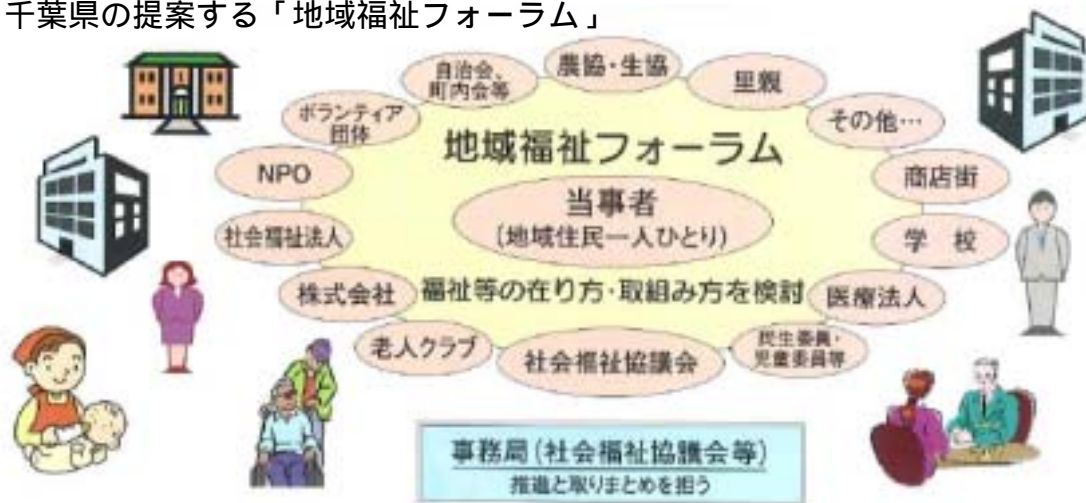 千葉県の提案する「地域福祉フォーラム」
農協・生協
自治会、
町内会等
里親
ボランティア
団体
その他…
地域福祉フォーラム
NPO
商店街
当事者
(地域住民一人ひとり)
社会福祉法人
学 校
株式会社
福祉等の在り方・取組み方を検討
医療法人
老人クラブ
社会福祉協議会
民生委員・
児童委員等
事務局(社会福祉協議会等)
推進と取りまとめを担う